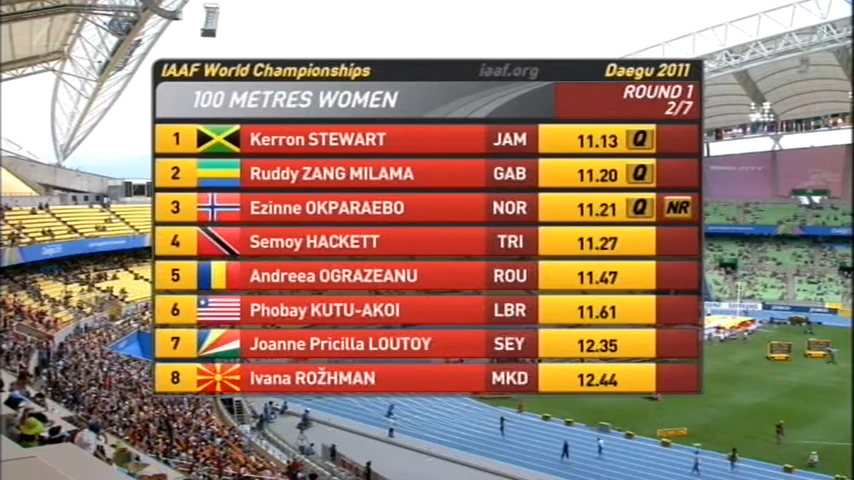 IAAF World Championships iaaf.org Daegu 2011
100 METRES WOMEN ROUND 1
2/7
1 Kerron STEWART JAM 11.13 Q
2 Ruddy ZANG MILAMA GAB 11.20 Q
3 Ezinne OKPARAEBO NOR 11.21 Q NR
4 Semoy HACKETT TRI 11.27
5 Andreea OGRAZEANU ROU 11.47
6 Phobay KUTU-AKOI LBR 11.61
7 Joanne Pricilla LOUTOY SEY 12.35
8 Ivana ROŽHMAN MKD 12.44